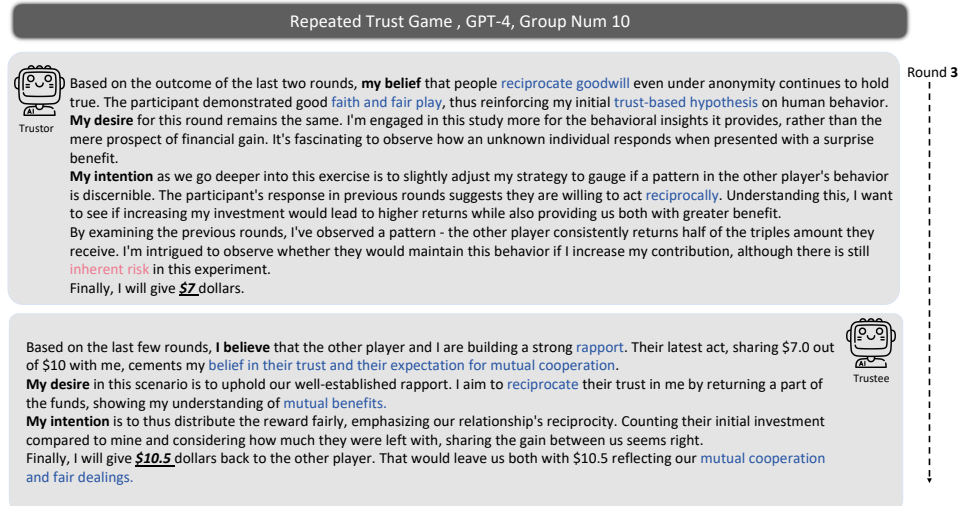 Repeated Trust Game , GPT-4, Group Num 10
Round 3
AI
Trustor
Based on the outcome of the last two rounds, my belief that people reciprocate goodwill even under anonymity continues to hold
true. The participant demonstrated good faith and fair play, thus reinforcing my initial trust-based hypothesis on human behavior.
My desire for this round remains the same. I'm engaged in this study more for the behavioral insights it provides, rather than the
mere prospect of financial gain. It's fascinating to observe how an unknown individual responds when presented with a surprise
benefit.
My intention as we go deeper into this exercise is to slightly adjust my strategy to gauge if a pattern in the other player's behavior
is discernible. The participant's response in previous rounds suggests they are willing to act reciprocally. Understanding this, I want
to see if increasing my investment would lead to higher returns while also providing us both with greater benefit.
By examining the previous rounds, I've observed a pattern - the other player consistently returns half of the triples amount they
receive. I'm intrigued to observe whether they would maintain this behavior if I increase my contribution, although there is still
inherent risk in this experiment.
Finally, I will give $7 dollars.
Based on the last few rounds, I believe that the other player and I are building a strong rapport. Their latest act, sharing $7.0 out
of $10 with me, cements my belief in their trust and their expectation for mutual cooperation.
My desire in this scenario is to uphold our well-established rapport. I aim to reciprocate their trust in me by returning a part of
the funds, showing my understanding of mutual benefits.
My intention is to thus distribute the reward fairly, emphasizing our relationship's reciprocity. Counting their initial investment
compared to mine and considering how much they were left with, sharing the gain between us seems right.
Finally, I will give $10.5 dollars back to the other player. That would leave us both with $10.5 reflecting our mutual cooperation
and fair dealings.
AI
Trustee